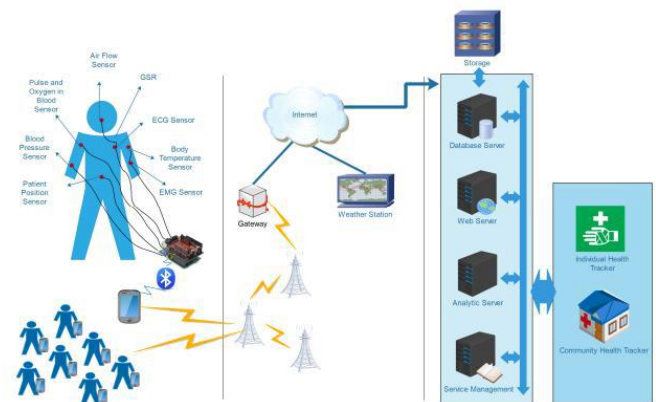 Air Flow
Sensor
GSR
Pulse and
Oxygen in
Blood
Sensor
ECG Sensor
Blood
Pressure
Sensor
Body
Temperature
Sensor
EMG Sensor
Patient
Position
Sensor
Internet
Gateway
Weather Station
Storage
Database Server
Web Server
Analytic Server
Service Management
Individual Health
Tracker
Community Health Tracker